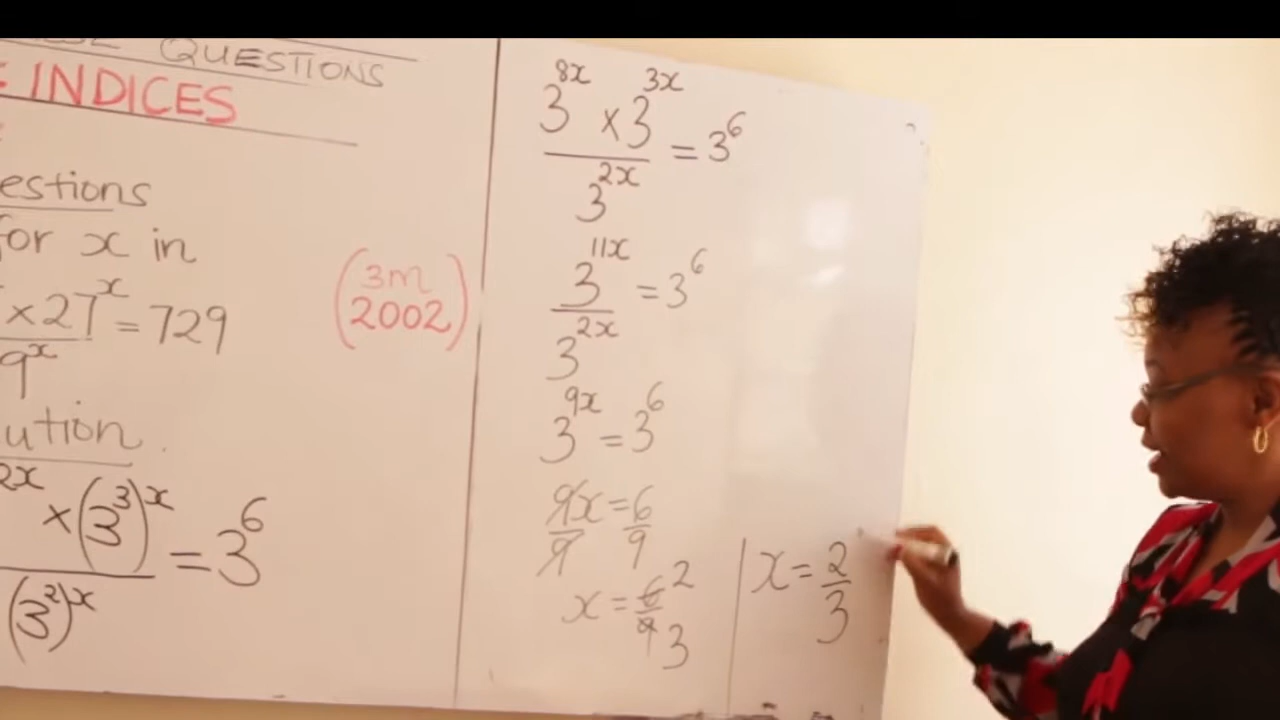 QUESTIONS
INDICES
estions
for x in
×27^x = 729
9^x
(3m
2002)
ution.
2x × (3^3)^x = 3^6
(3^2)^x
3^8x × 3^3x = 3^6
3^2x
3^11x = 3^6
3^2x
3^9x = 3^6
9x = 6
9 9
x = 6 2
9 3
x = 2
3